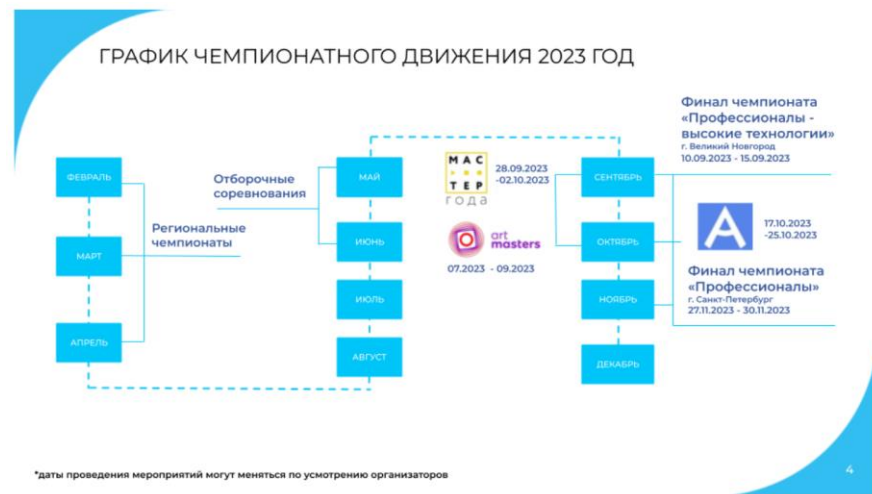 ГРАФИК ЧЕМПИОНАТНОГО ДВИЖЕНИЯ 2023 ГОД
ФЕВРАЛЬ
МАРТ
АПРЕЛЬ
Региональные
чемпионаты
Отборочные
соревнования
МАЙ
ИЮНЬ
ИЮЛЬ
АВГУСТ
МАС
ТЕР
ГОДА
28.09.2023
-02.10.2023
art
masters
07.2023 - 09.2023
СЕНТЯБРЬ
ОКТЯБРЬ
НОЯБРЬ
ДЕКАБРЬ
Финал чемпионата
«Профессионалы -
высокие технологии»
г. Великий Новгород
10.09.2023 - 15.09.2023
А
17.10.2023
-25.10.2023
Финал чемпионата
«Профессионалы»
г. Санкт-Петербург
27.11.2023 - 30.11.2023
*даты проведения мероприятий могут меняться по усмотрению организаторов
4